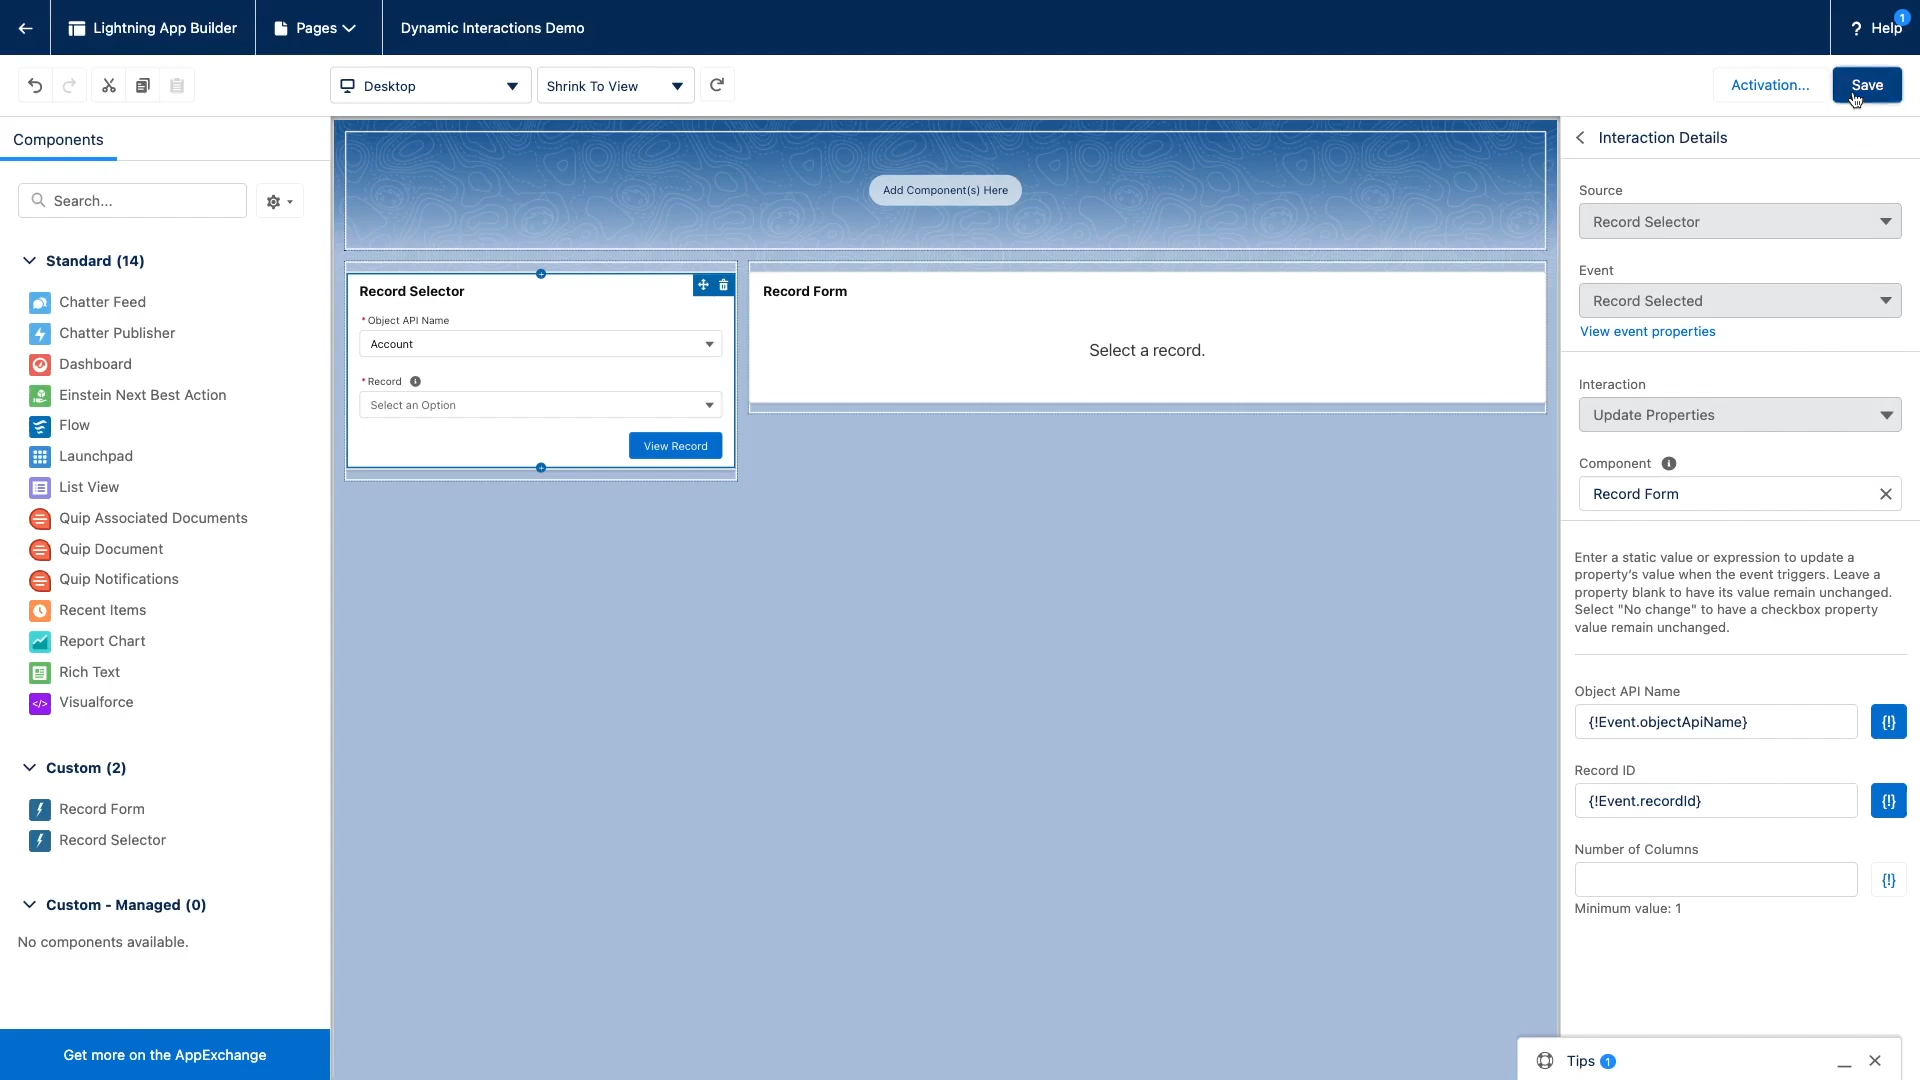 Lightning App Builder
Pages
Dynamic Interactions Demo
? Help
1
Desktop
Shrink To View
Activation...
Save
Components
Search...
Standard (14)
Chatter Feed
Chatter Publisher
Dashboard
Einstein Next Best Action
Flow
Launchpad
List View
Quip Associated Documents
Quip Document
Quip Notifications
Recent Items
Report Chart
Rich Text
Visualforce
Custom (2)
Record Form
Record Selector
Custom - Managed (0)
No components available.
Get more on the AppExchange
Add Component(s) Here
Record Selector
* Object API Name
Account
* Record
Select an Option
View Record
Record Form
Select a record.
Interaction Details
Source
Record Selector
Event
Record Selected
View event properties
Interaction
Update Properties
Component
Record Form
Enter a static value or expression to update a
property's value when the event triggers. Leave a
property blank to have its value remain unchanged.
Select "No change" to have a checkbox property
value remain unchanged.
Object API Name
{!Event.objectApiName}
{!}
Record ID
{!Event.recordId}
{!}
Number of Columns
{!}
Minimum value: 1
Tips 1